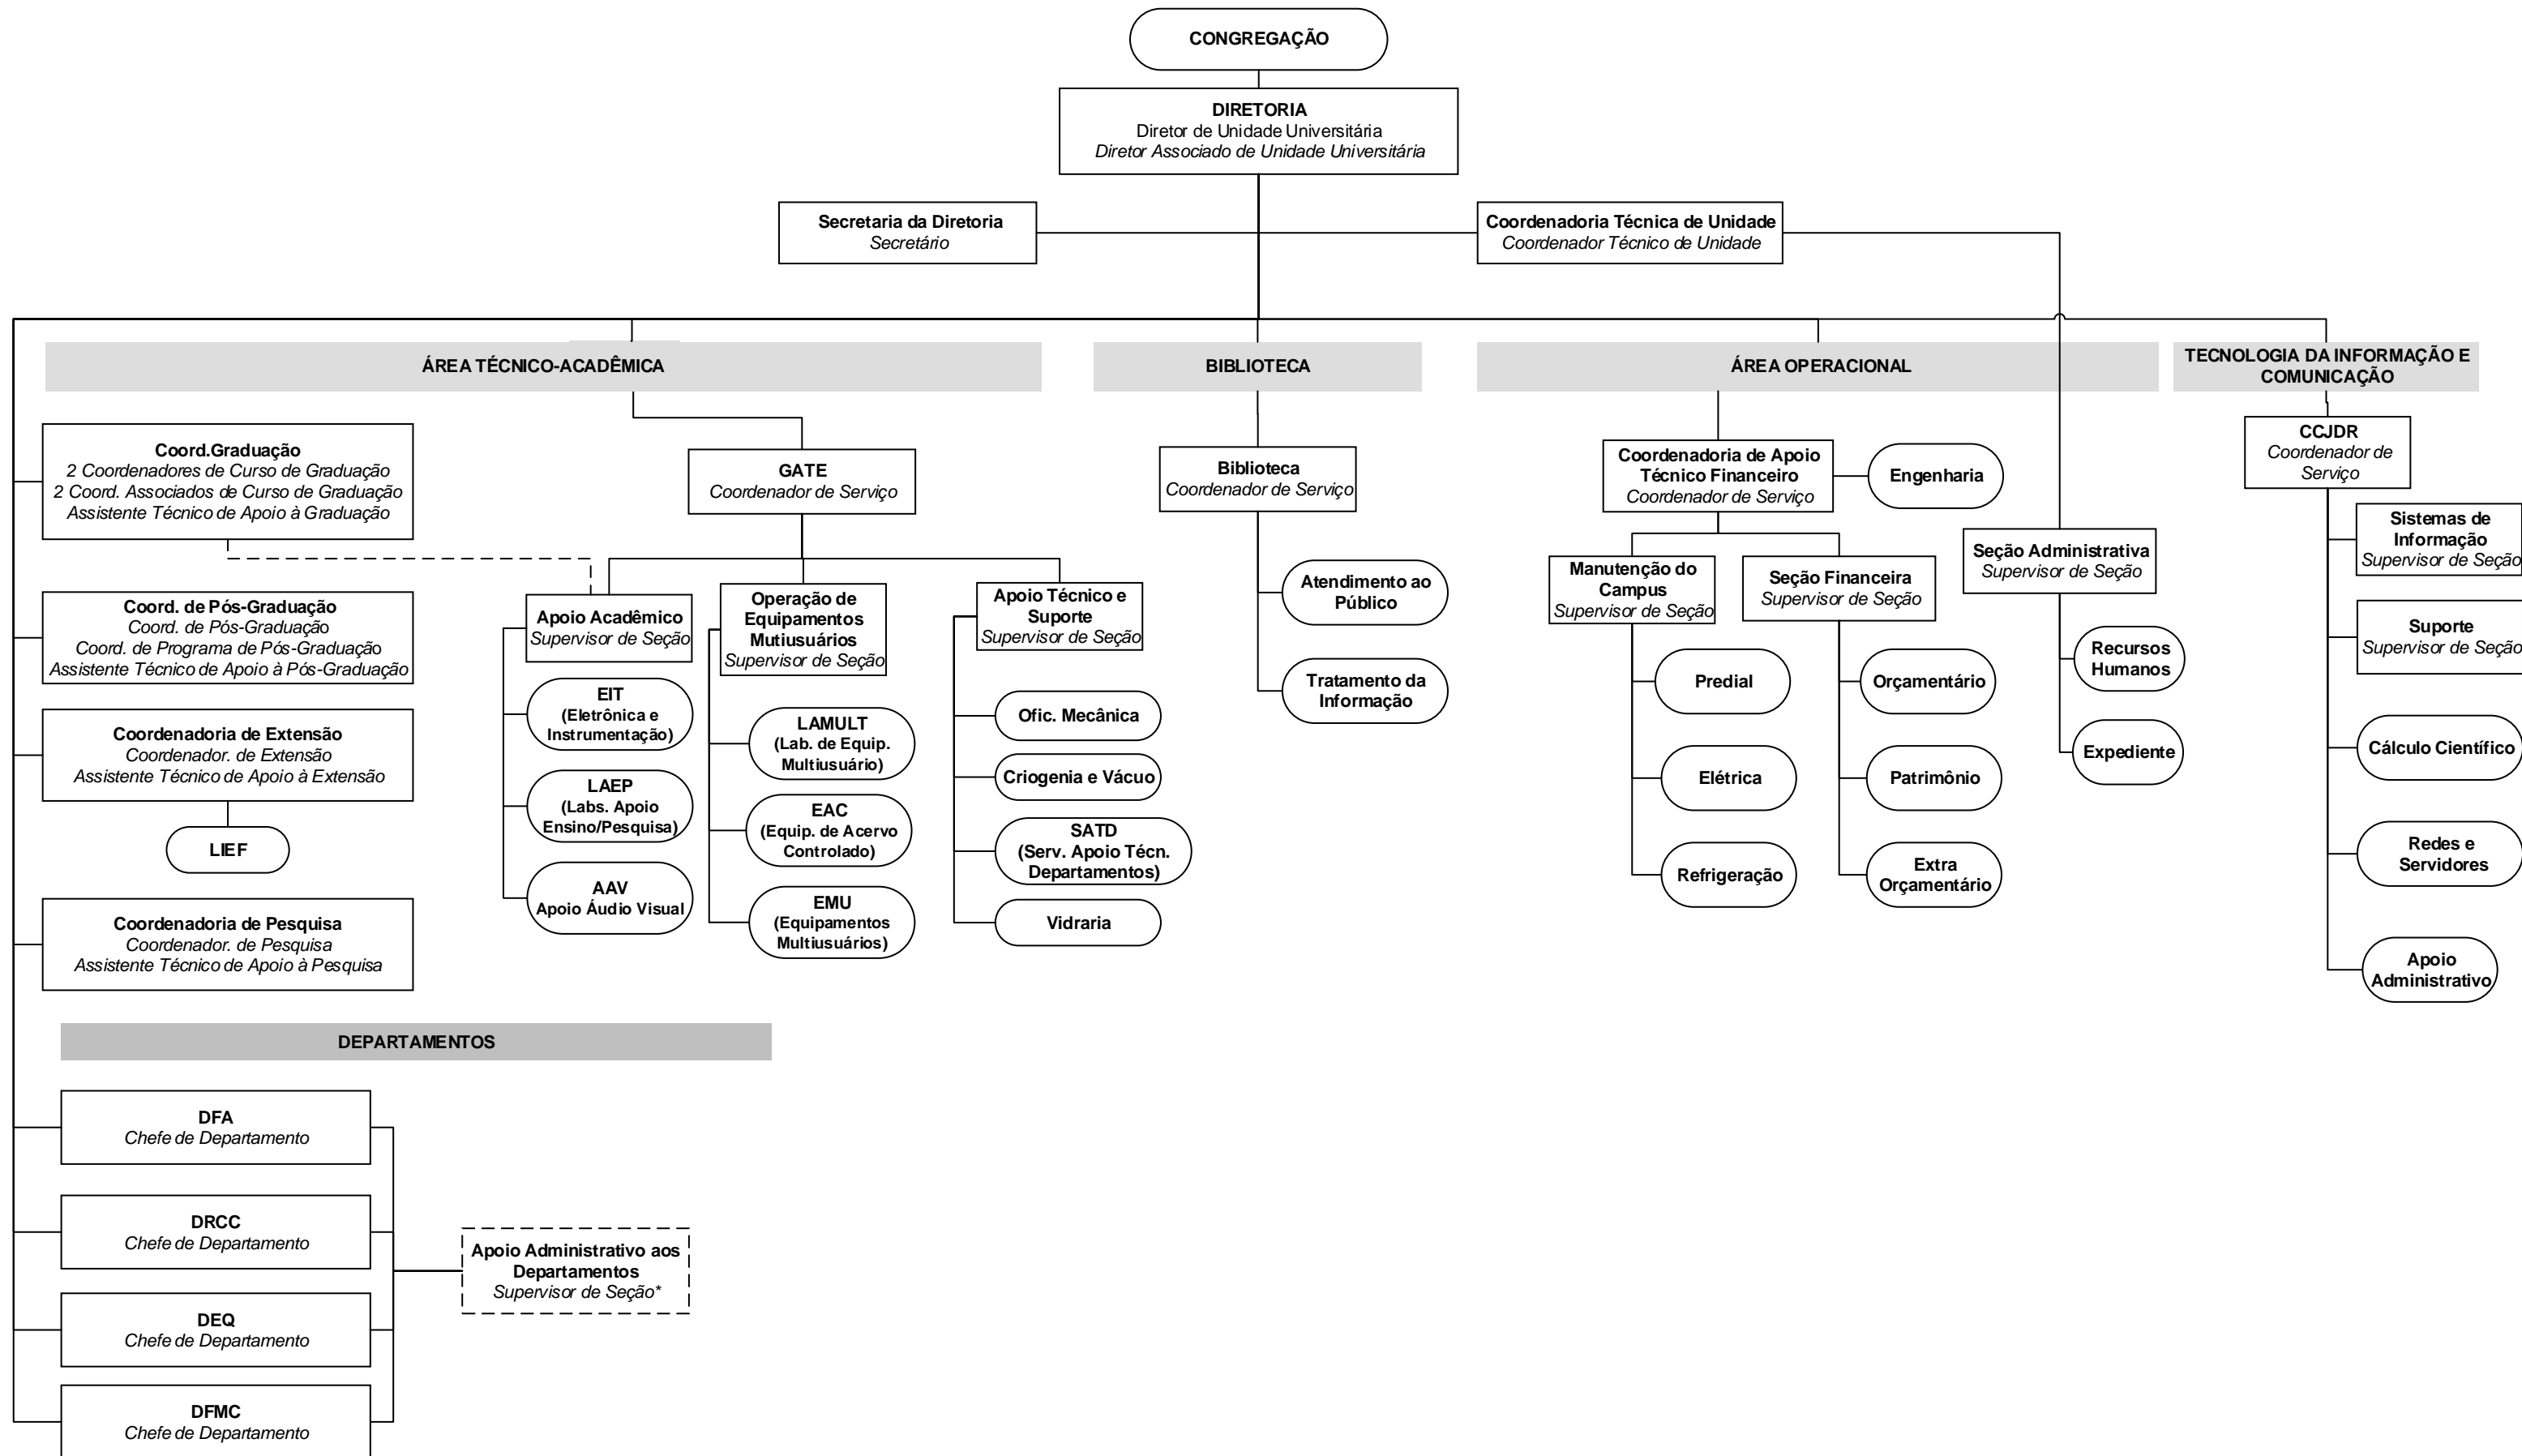 CONGREGAÇÃO
DIRETORIA
Diretor de Unidade Universitária
Diretor Associado de Unidade Universitária
Secretaria da Diretoria
Secretário
Coordenadoria Técnica de Unidade
Coordenador Técnico de Unidade
ÁREA TÉCNICO-ACADÊMICA
BIBLIOTECA
ÁREA OPERACIONAL
TECNOLOGIA DA INFORMAÇÃO E
COMUNICAÇÃO
Coord.Graduação
2 Coordenadores de Curso de Graduação
2 Coord. Associados de Curso de Graduação
Assistente Técnico de Apoio à Graduação
Coord. de Pós-Graduação
Coord. de Pós-Graduação
Coord. de Programa de Pós-Graduação
Assistente Técnico de Apoio à Pós-Graduação
Coordenadoria de Extensão
Coordenador. de Extensão
Assistente Técnico de Apoio à Extensão
LIEF
Coordenadoria de Pesquisa
Coordenador. de Pesquisa
Assistente Técnico de Apoio à Pesquisa
GATE
Coordenador de Serviço
Apoio Acadêmico
Supervisor de Seção
EIT
(Eletrônica e
Instrumentação)
LAEP
(Labs. Apoio
Ensino/Pesquisa)
AAV
Apoio Áudio Visual
Operação de
Equipamentos
Mutiusuários
Supervisor de Seção
LAMULT
(Lab. de Equip.
Multiusuário)
EAC
(Equip. de Acervo
Controlado)
EMU
(Equipamentos
Multiusuários)
Apoio Técnico e
Suporte
Supervisor de Seção
Ofic. Mecânica
Criogenia e Vácuo
SATD
(Serv. Apoio Técn.
Departamentos)
Vidraria
Biblioteca
Coordenador de Serviço
Atendimento ao
Público
Tratamento da
Informação
Coordenadoria de Apoio
Técnico Financeiro
Coordenador de Serviço
Engenharia
Manutenção do
Campus
Supervisor de Seção
Predial
Elétrica
Refrigeração
Seção Financeira
Supervisor de Seção
Orçamentário
Patrimônio
Extra
Orçamentário
Seção Administrativa
Supervisor de Seção
Recursos
Humanos
Expediente
CCJDR
Coordenador de
Serviço
Sistemas de
Informação
Supervisor de Seção
Suporte
Supervisor de Seção
Cálculo Científico
Redes e
Servidores
Apoio
Administrativo
DEPARTAMENTOS
DFA
Chefe de Departamento
DRCC
Chefe de Departamento
DEQ
Chefe de Departamento
DFMC
Chefe de Departamento
Apoio Administrativo aos
Departamentos
Supervisor de Seção*